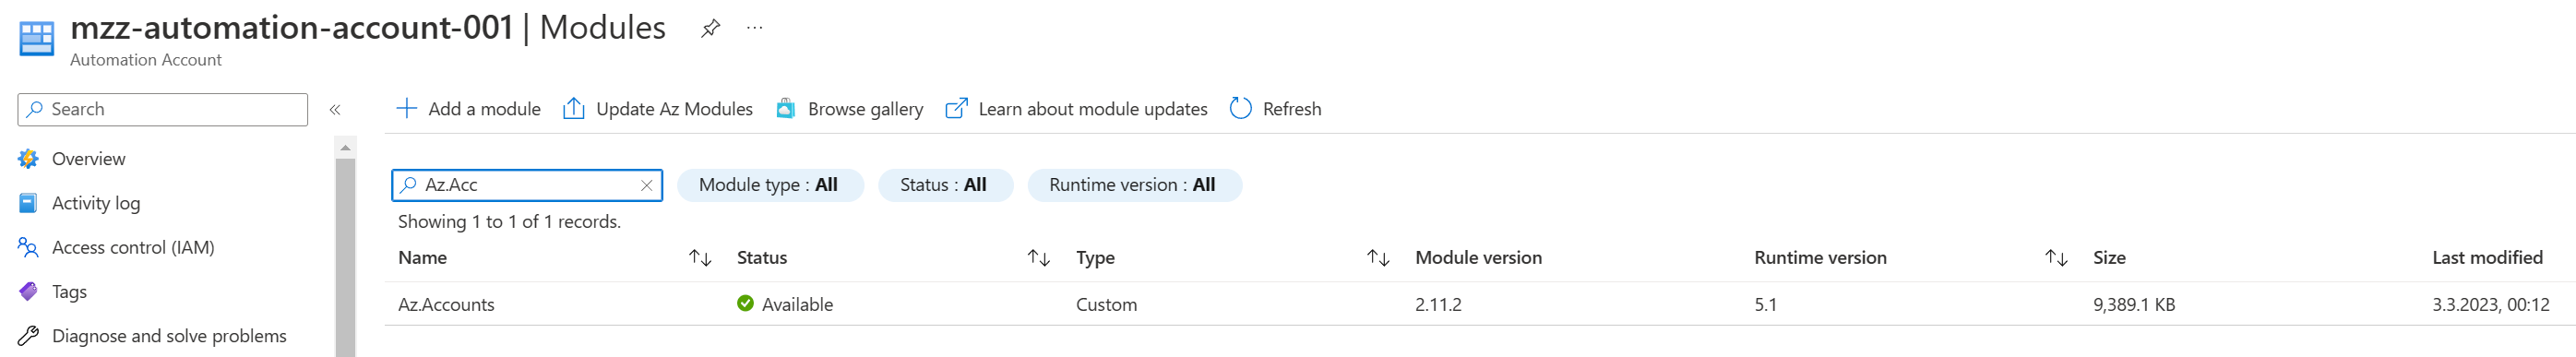 mzz-automation-account-001 | Modules
Automation Account
Search
Overview
Activity log
Access control (IAM)
Tags
Diagnose and solve problems
Add a module Update Az Modules Browse gallery Learn about module updates Refresh
Az.Acc Module type : All Status : All Runtime version : All
Showing 1 to 1 of 1 records.
Name Status Type Module version Runtime version Size Last modified
Az.Accounts Available Custom 2.11.2 5.1 9,389.1 KB 3.3.2023, 00:12